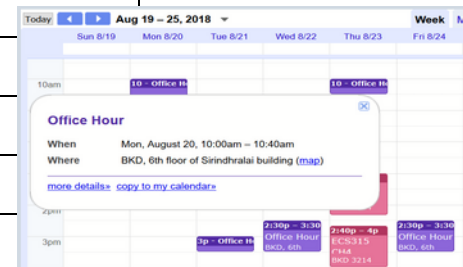 Today Aug 19 – 25, 2018 Week
Sun 8/19 Mon 8/20 Tue 8/21 Wed 8/22 Thu 8/23 Fri 8/24
10am
10 - Office H
10 - Office H
Office Hour
When Mon, August 20, 10:00am – 10:40am
Where BKD, 6th floor of Sirindhralai building (map)
more details» copy to my calendar»
2pm
2:30p – 3:30
Office Hour
BKD, 6th
2:40p – 4p
ECS315
CH4
BKD 3214
2:30p – 3:30
Office Hour
BKD, 6th
3pm
3p - Office H